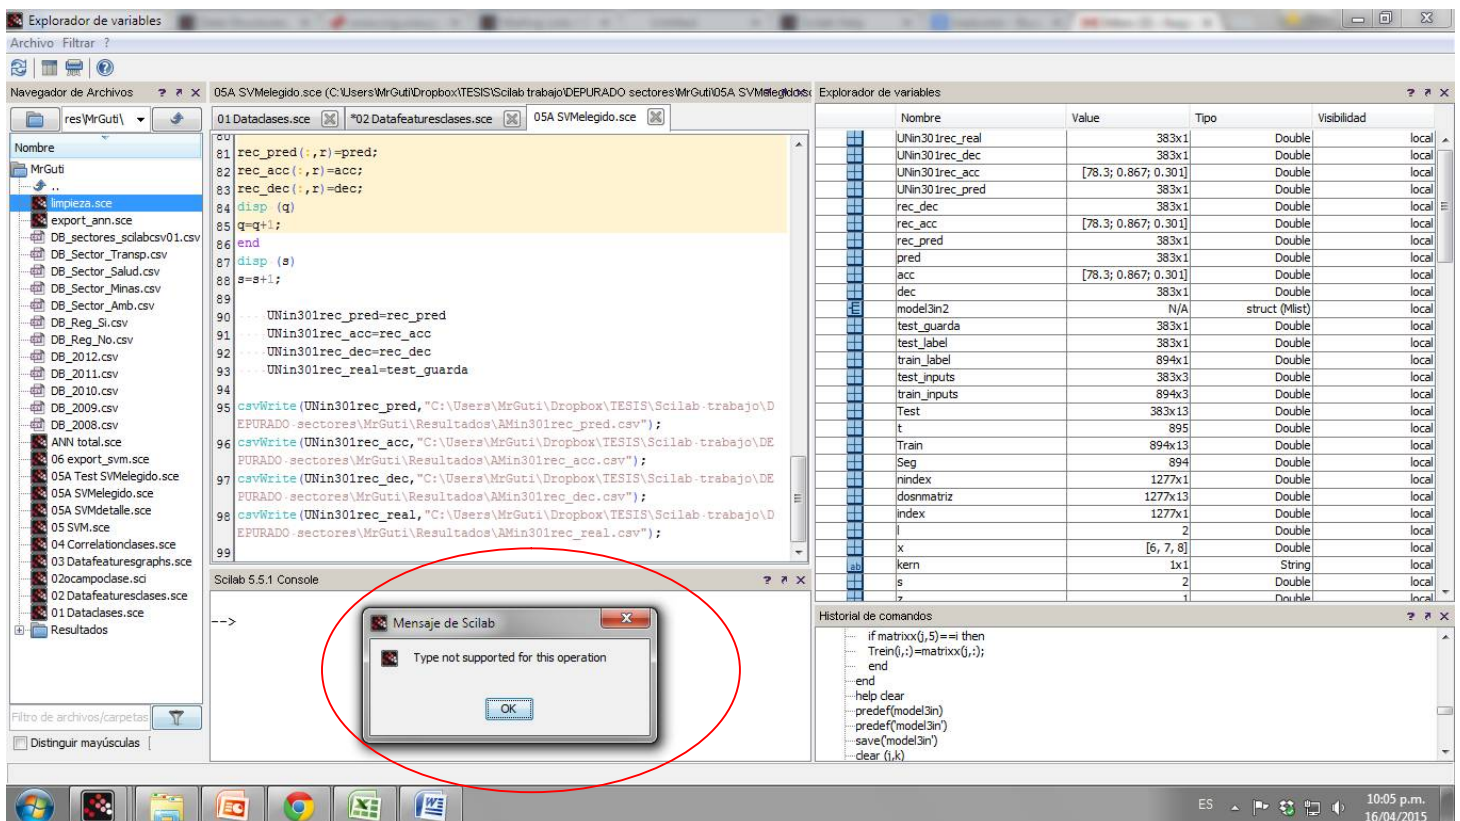 Explorador de variables
Archivo Filtrar ?
Navegador de Archivos
res\MrGuti\
Nombre
MrGuti
..
limpieza.sce
export_ann.sce
DB_sectores_scilabcsv01.csv
DB_Sector_Transp.csv
DB_Sector_Salud.csv
DB_Sector_Minas.csv
DB_Sector_Amb.csv
DB_Reg_Si.csv
DB_Reg_No.csv
DB_2012.csv
DB_2011.csv
DB_2010.csv
DB_2009.csv
DB_2008.csv
ANN total.sce
06 export_svm.sce
05A Test SVMelegido.sce
05A SVMelegido.sce
05A SVMdetalle.sce
05 SVM.sce
04 Correlationclases.sce
03 Datafeaturesgraphs.sce
02ocampoclase.sci
02 Datafeaturesclases.sce
01 Dataclases.sce
Resultados
Filtro de archivos/carpetas
Distinguir mayúsculas
05A SVMelegido.sce (C:\Users\MrGuti\Dropbox\TESIS\Scilab trabajo\DEPURADO sectores\MrGuti\05A
01 Dataclases.sce
*02 Datafeaturesclases.sce
05A SVMelegido.sce
81 rec_pred(:,r)=pred;
82 rec_acc(:,r)=acc;
83 rec_dec(:,r)=dec;
84 disp (q)
85 q=q+1;
86 end
87 disp (s)
88 s=s+1;
89
90 UNin301rec_pred=rec_pred
91 UNin301rec_acc=rec_acc
92 UNin301rec_dec=rec_dec
93 UNin301rec_real=test_guarda
94
95 csvWrite(UNin301rec_pred,"C:\Users\MrGuti\Dropbox\TESIS\Scilab trabajo\D
EPURADO sectores\MrGuti\Resultados\AMin301rec_pred.csv");
96 csvWrite(UNin301rec_acc,"C:\Users\MrGuti\Dropbox\TESIS\Scilab trabajo\DE
PURADO sectores\MrGuti\Resultados\AMin301rec_acc.csv");
97 csvWrite(UNin301rec_dec,"C:\Users\MrGuti\Dropbox\TESIS\Scilab trabajo\DE
PURADO sectores\MrGuti\Resultados\AMin301rec_dec.csv");
98 csvWrite(UNin301rec_real,"C:\Users\MrGuti\Dropbox\TESIS\Scilab trabajo\D
EPURADO sectores\MrGuti\Resultados\AMin301rec_real.csv");
99
Scilab 5.5.1 Console
-->
Mensaje de Scilab
Type not supported for this operation
OK
Explorador de variables
Nombre Value Tipo Visibilidad
UNin301rec_real 383x1 Double local
UNin301rec_dec 383x1 Double local
UNin301rec_acc [78.3; 0.867; 0.301] Double local
UNin301rec_pred 383x1 Double local
rec_dec 383x1 Double local
rec_acc [78.3; 0.867; 0.301] Double local
rec_pred 383x1 Double local
pred 383x1 Double local
acc [78.3; 0.867; 0.301] Double local
dec 383x1 Double local
model3in2 N/A struct (Mlist) local
test_guarda 383x1 Double local
test_label 383x1 Double local
train_label 894x1 Double local
test_inputs 383x3 Double local
train_inputs 894x3 Double local
Test 383x13 Double local
t 895 Double local
Train 894x13 Double local
Seg 894 Double local
nindex 1277x1 Double local
dosnmatriz 1277x13 Double local
index 1277x1 Double local
l 2 Double local
x [6, 7, 8] Double local
kern 1x1 String local
s 2 Double local
z 1 Double local
Historial de comandos
if matrixx(j,5)==i then
Trein(i,:)=matrixx(j,:);
end
end
help clear
predef(model3in)
predef('model3in')
save('model3in')
clear (j,k)
ES
10:05 p.m.
16/04/2015